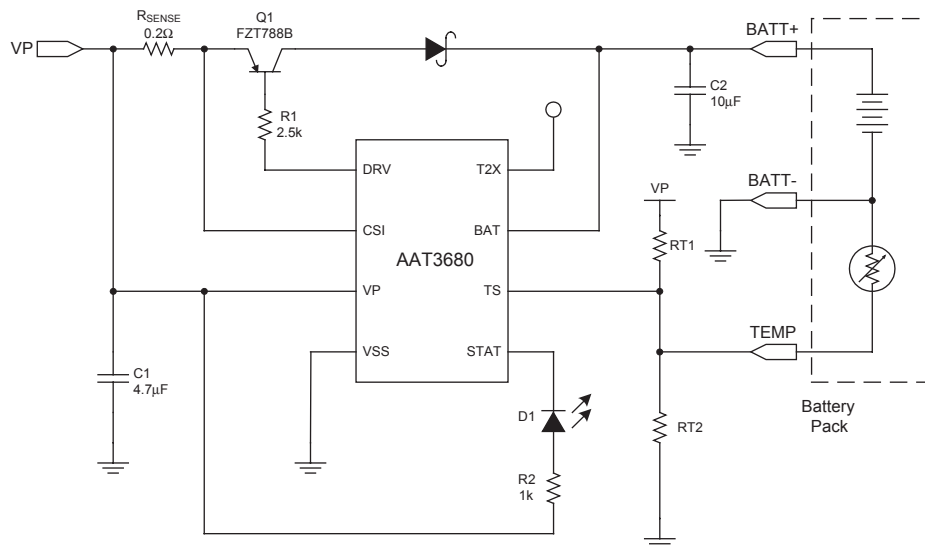 VP
RSENSE
0.2Ω
Q1
FZT788B
BATT+
C2
10μF
R1
2.5k
DRV
T2X
VP
BATT-
CSI
BAT
RT1
AAT3680
VP
TS
TEMP
VSS
STAT
C1
4.7μF
D1
Battery
Pack
RT2
R2
1k